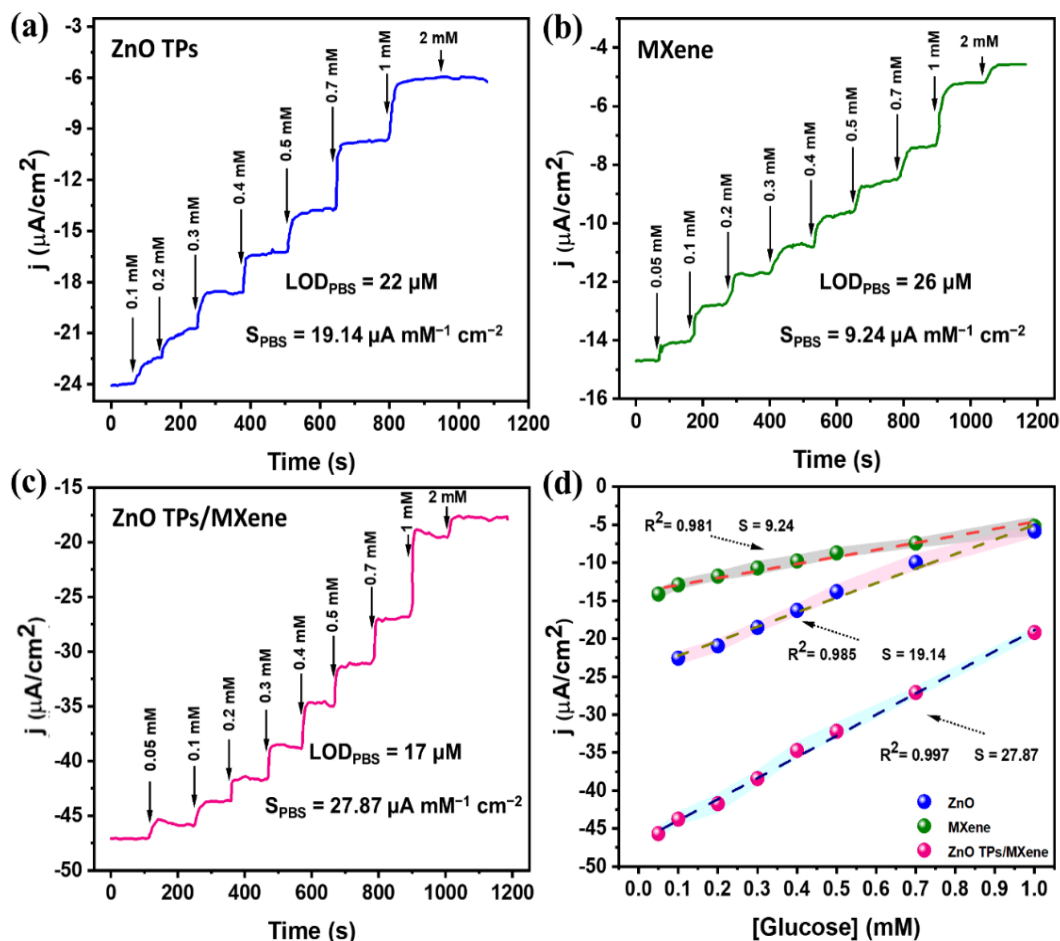 (a)
ZnO TPs
0.1 mM
0.2 mM
0.3 mM
0.4 mM
0.5 mM
0.7 mM
1 mM
2 mM
LOD_PBS = 22 µM
S_PBS = 19.14 µA mM⁻¹ cm⁻²
j (µA/cm²)
-3
-6
-9
-12
-15
-18
-21
-24
0 200 400 600 800 1000 1200
Time (s)
(b)
MXene
0.05 mM
0.1 mM
0.2 mM
0.3 mM
0.4 mM
0.5 mM
0.7 mM
1 mM
2 mM
LOD_PBS = 26 µM
S_PBS = 9.24 µA mM⁻¹ cm⁻²
j (µA/cm²)
-4
-6
-8
-10
-12
-14
-16
0 200 400 600 800 1000 1200
Time (s)
(c)
ZnO TPs/MXene
0.05 mM
0.1 mM
0.2 mM
0.3 mM
0.4 mM
0.5 mM
0.7 mM
1 mM
2 mM
LOD_PBS = 17 µM
S_PBS = 27.87 µA mM⁻¹ cm⁻²
j (µA/cm²)
-15
-20
-25
-30
-35
-40
-45
-50
0 200 400 600 800 1000 1200
Time (s)
(d)
R²= 0.981 S = 9.24
R²= 0.985 S = 19.14
R²= 0.997 S = 27.87
ZnO
MXene
ZnO TPs/MXene
j (µA/cm²)
0
-5
-10
-15
-20
-25
-30
-35
-40
-45
-50
0.0 0.1 0.2 0.3 0.4 0.5 0.6 0.7 0.8 0.9 1.0
[Glucose] (mM)